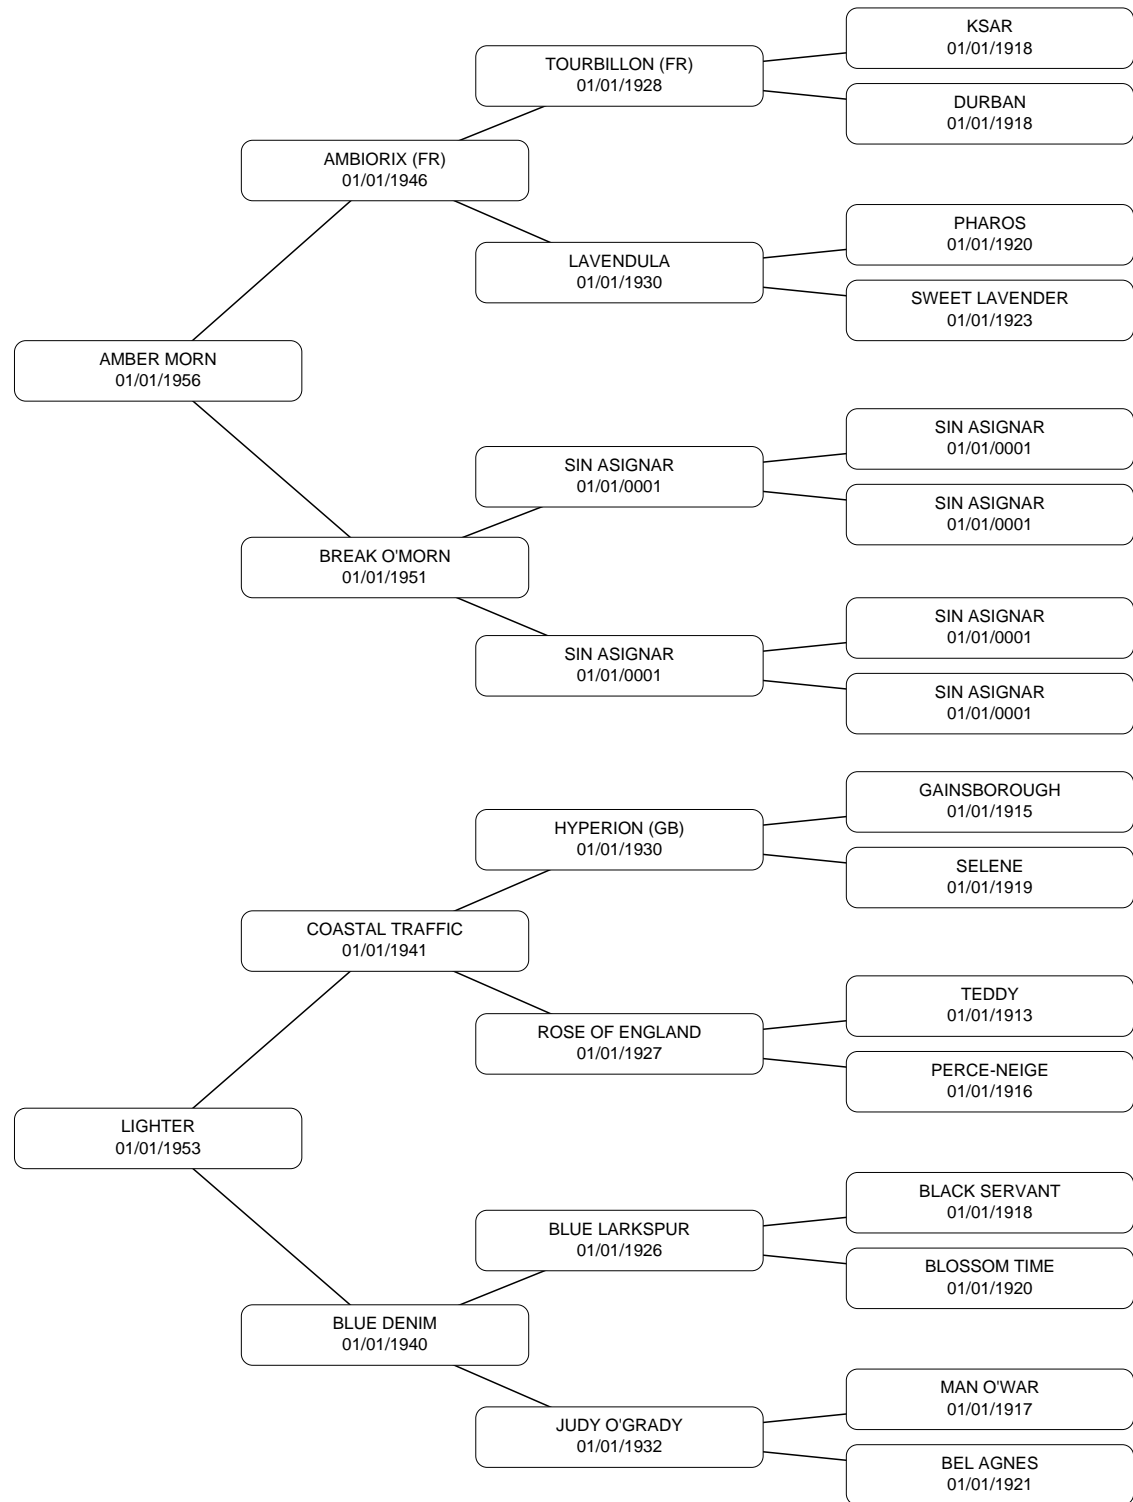 KSAR
01/01/1918
TOURBILLON (FR)
01/01/1928
DURBAN
01/01/1918
AMBIORIX (FR)
01/01/1946
PHAROS
01/01/1920
LAVENDULA
01/01/1930
SWEET LAVENDER
01/01/1923
AMBER MORN
01/01/1956
SIN ASIGNAR
01/01/0001
SIN ASIGNAR
01/01/0001
SIN ASIGNAR
01/01/0001
BREAK O'MORN
01/01/1951
SIN ASIGNAR
01/01/0001
SIN ASIGNAR
01/01/0001
SIN ASIGNAR
01/01/0001
GAINSBOROUGH
01/01/1915
HYPERION (GB)
01/01/1930
SELENE
01/01/1919
COASTAL TRAFFIC
01/01/1941
TEDDY
01/01/1913
ROSE OF ENGLAND
01/01/1927
PERCE-NEIGE
01/01/1916
LIGHTER
01/01/1953
BLACK SERVANT
01/01/1918
BLUE LARKSPUR
01/01/1926
BLOSSOM TIME
01/01/1920
BLUE DENIM
01/01/1940
MAN O'WAR
01/01/1917
JUDY O'GRADY
01/01/1932
BEL AGNES
01/01/1921